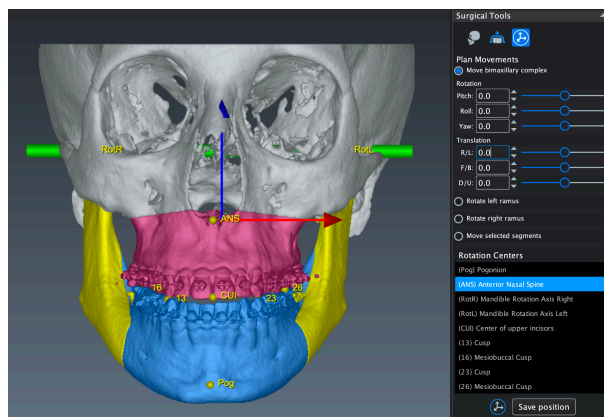 Surgical Tools
Plan Movements
Move bimaxillary complex
Rotation
Pitch: 0.0
Roll: 0.0
Yaw: 0.0
Translation
R/L: 0.0
F/B: 0.0
D/U: 0.0
Rotate left ramus
Rotate right ramus
Move selected segments
Rotation Centers
(Pog) Pogonion
(ANS) Anterior Nasal Spine
(RotR) Mandible Rotation Axis Right
(RotL) Mandible Rotation Axis Left
(CUI) Center of upper incisors
(13) Cusp
(16) Mesiobuccal Cusp
(23) Cusp
(26) Mesiobuccal Cusp
Save position
RotR
RotL
ANS
16
26
13
CUI
23
Pog